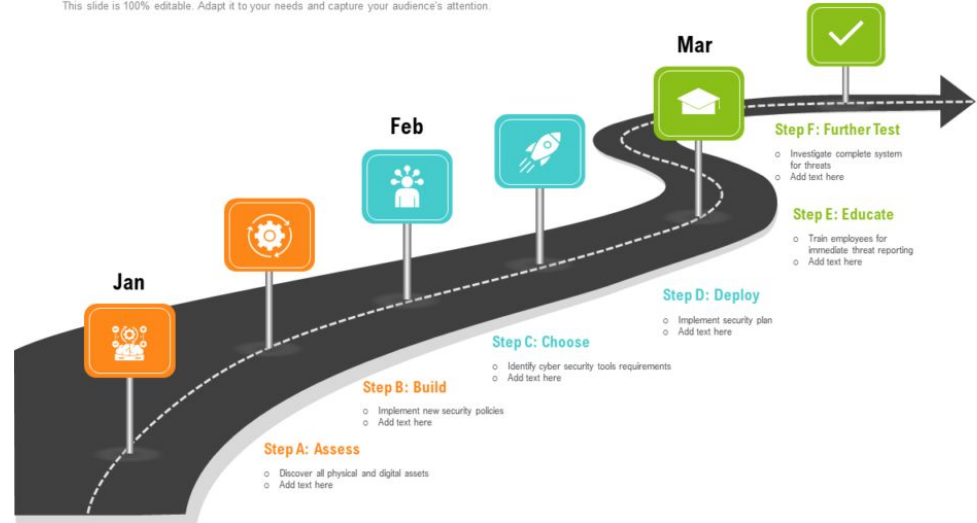 This slide is 100% editable. Adapt it to your needs and capture your audience's attention.
Mar
Feb
Jan
Step F: Further Test
o Investigate complete system
for threats
o Add text here
Step E: Educate
o Train employees for
immediate threat reporting
o Add text here
Step D: Deploy
o Implement security plan
o Add text here
Step C: Choose
o Identify cyber security tools requirements
o Add text here
Step B: Build
o Implement new security policies
o Add text here
Step A: Assess
o Discover all physical and digital assets
o Add text here